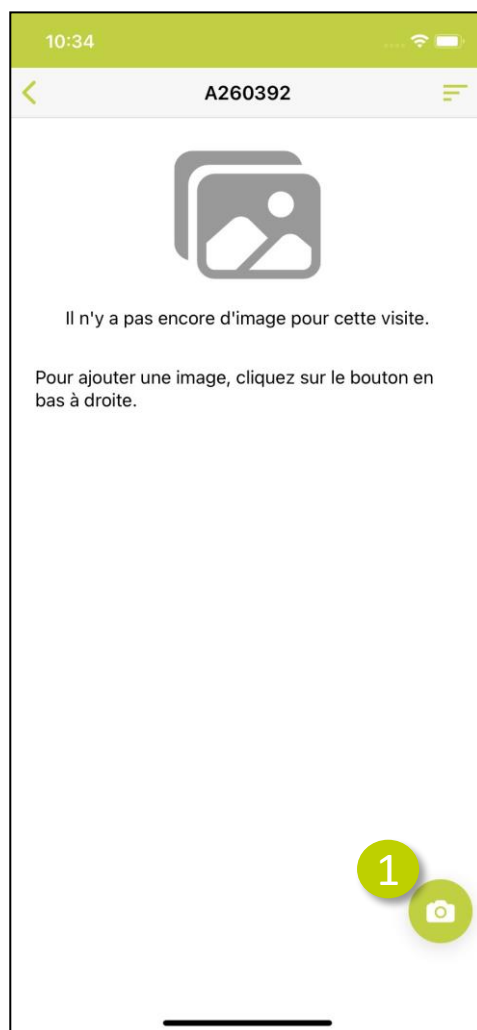 10:34
A260392
Il n'y a pas encore d'image pour cette visite.
Pour ajouter une image, cliquez sur le bouton en
bas à droite.
1